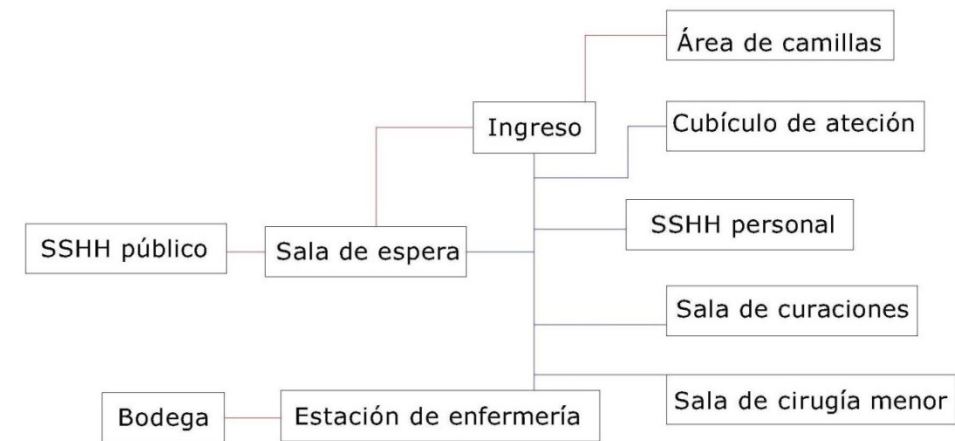 Área de camillas
Ingreso
Cubículo de ateción
SSHH personal
SSHH público
Sala de espera
Sala de curaciones
Bodega
Estación de enfermería
Sala de cirugía menor